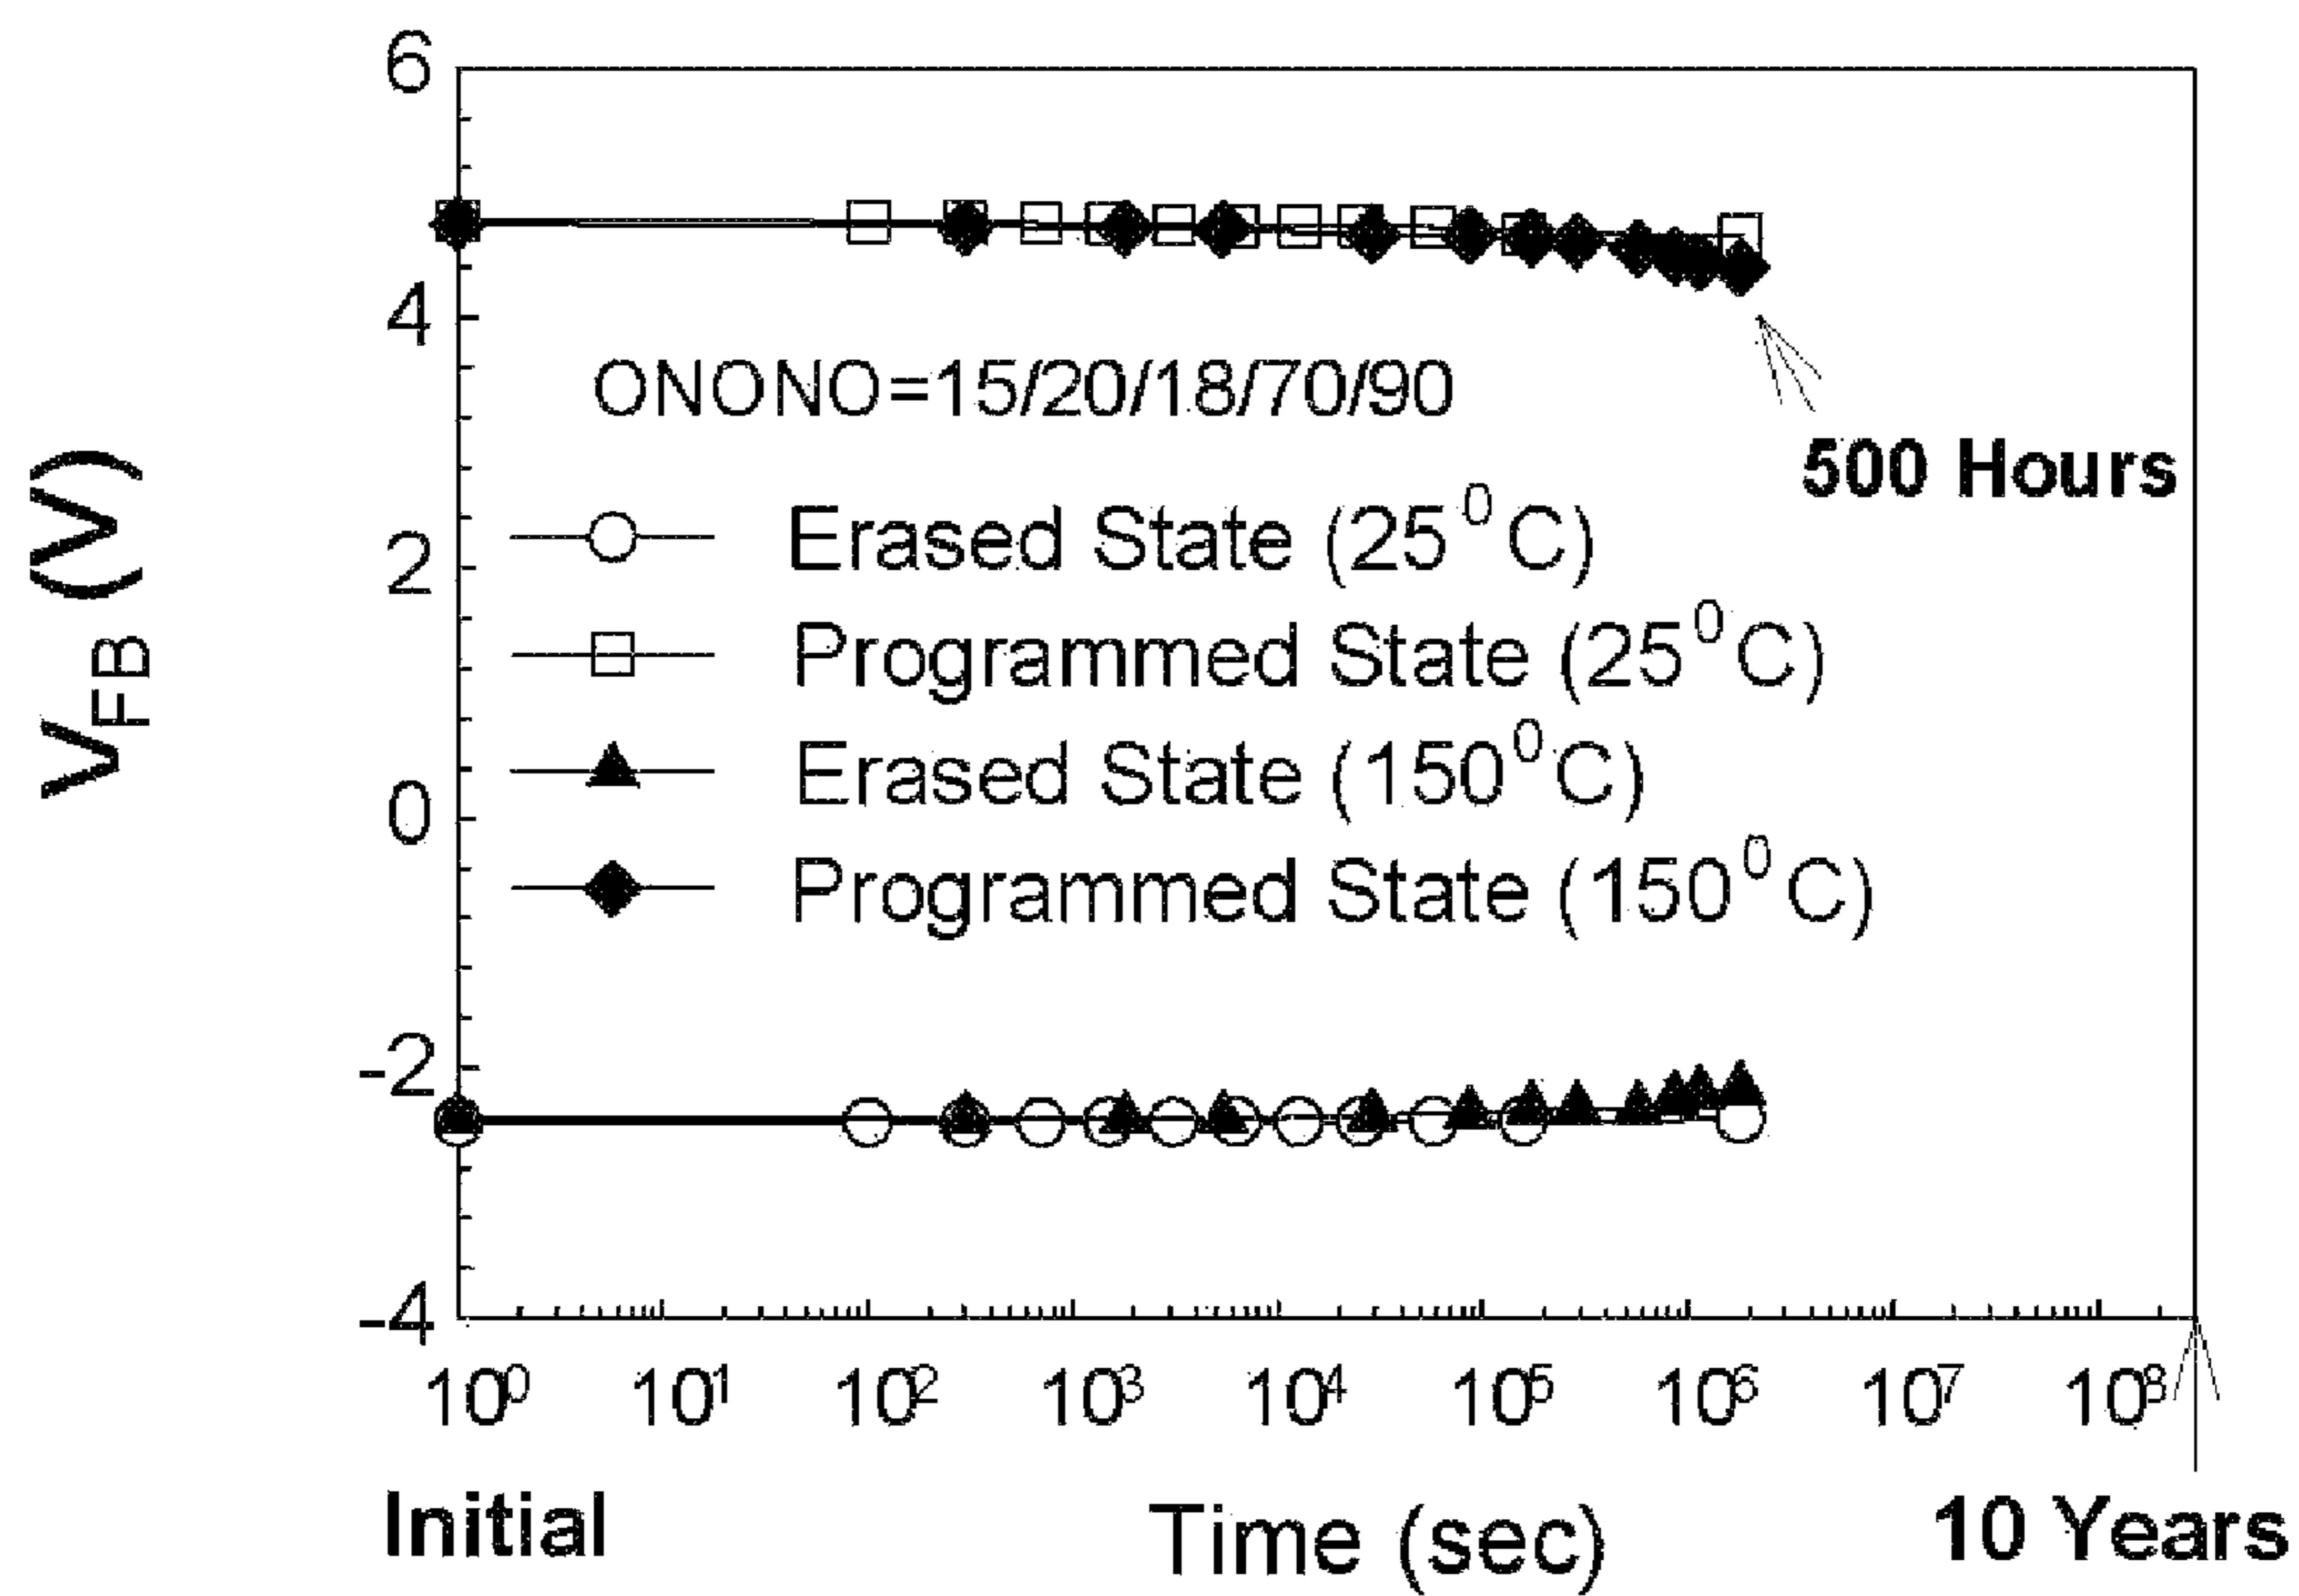 6
4
2
0
-2
-4
V_FB (V)
ONONO=15/20/18/70/90
500 Hours
Erased State (25⁰C)
Programmed State (25⁰C)
Erased State (150⁰C)
Programmed State (150⁰C)
10⁰ 10¹ 10² 10³ 10⁴ 10⁵ 10⁶ 10⁷ 10⁸
Initial
Time (sec)
10 Years